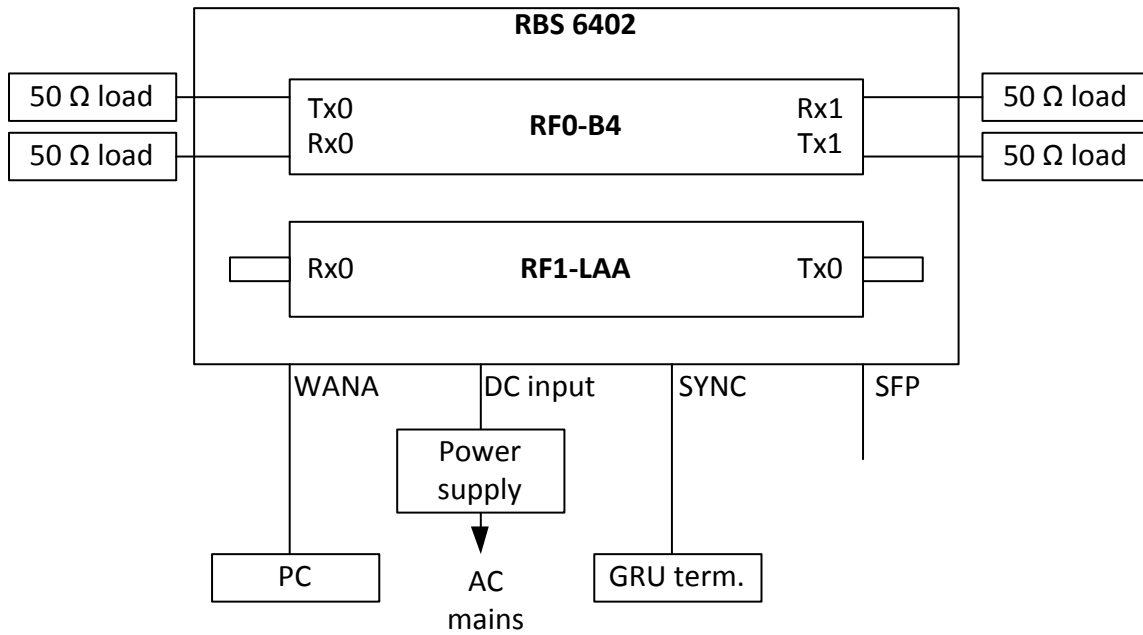 RBS 6402
50 Ω load
Tx0
RF0-B4
Rx1
50 Ω load
50 Ω load
Rx0
Tx1
50 Ω load
Rx0
RF1-LAA
Tx0
WANA
DC input
SYNC
SFP
Power
supply
PC
AC
mains
GRU term.